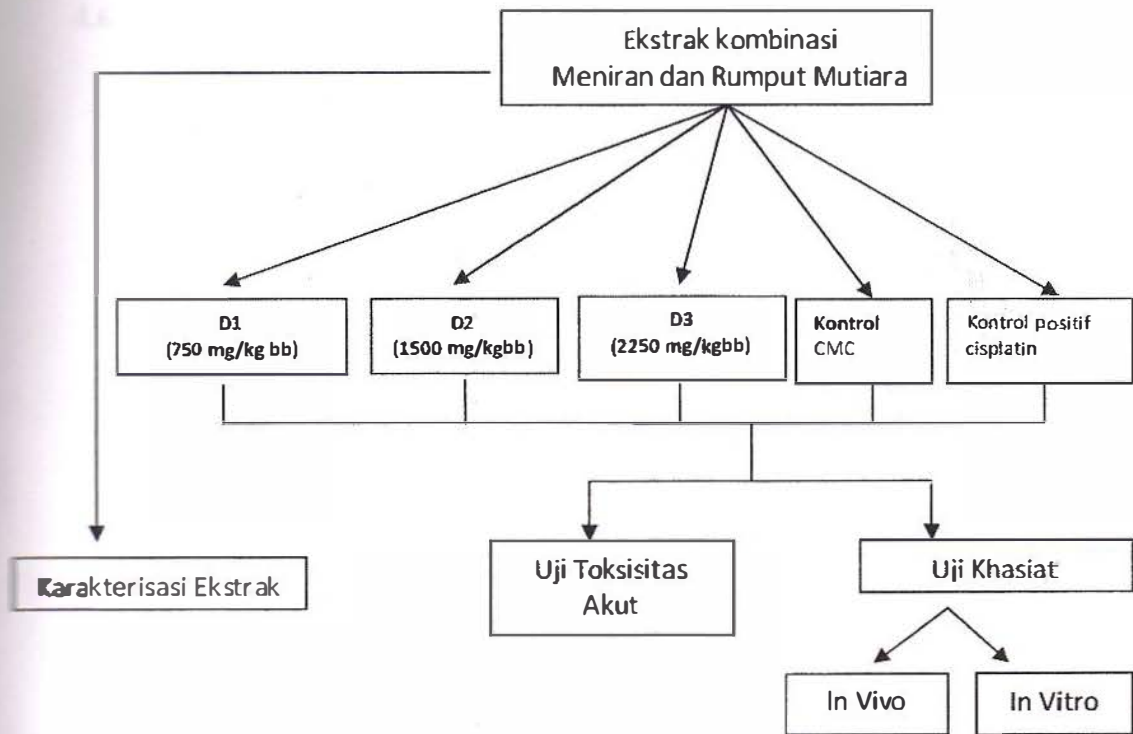 Ekstrak kombinasi
Meniran dan Rumput Mutiara
D1
(750 mg/kg bb)
D2
(1500 mg/kgbb)
D3
(2250 mg/kgbb)
Kontrol
CMC
Kontrol positif
cisplatin
Karakterisasi Ekstrak
Uji Toksisitas
Akut
Uji Khasiat
In Vivo
In Vitro